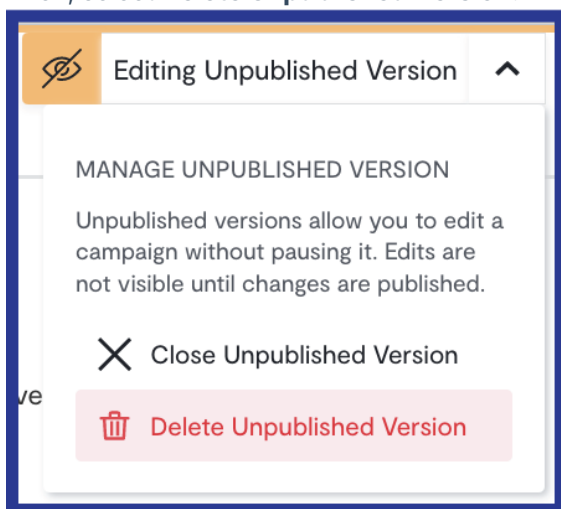 Editing Unpublished Version
MANAGE UNPUBLISHED VERSION
Unpublished versions allow you to edit a
campaign without pausing it. Edits are
not visible until changes are published.
Close Unpublished Version
ve
Delete Unpublished Version